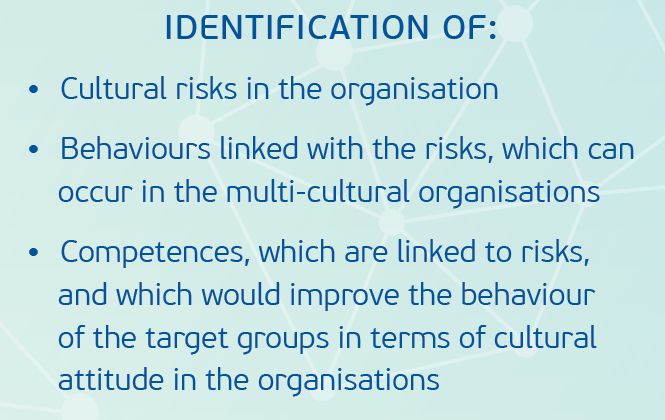 IDENTIFICATION OF:
• Cultural risks in the organisation
• Behaviours linked with the risks, which can
occur in the multi-cultural organisations
• Competences, which are linked to risks,
and which would improve the behaviour
of the target groups in terms of cultural
attitude in the organisations